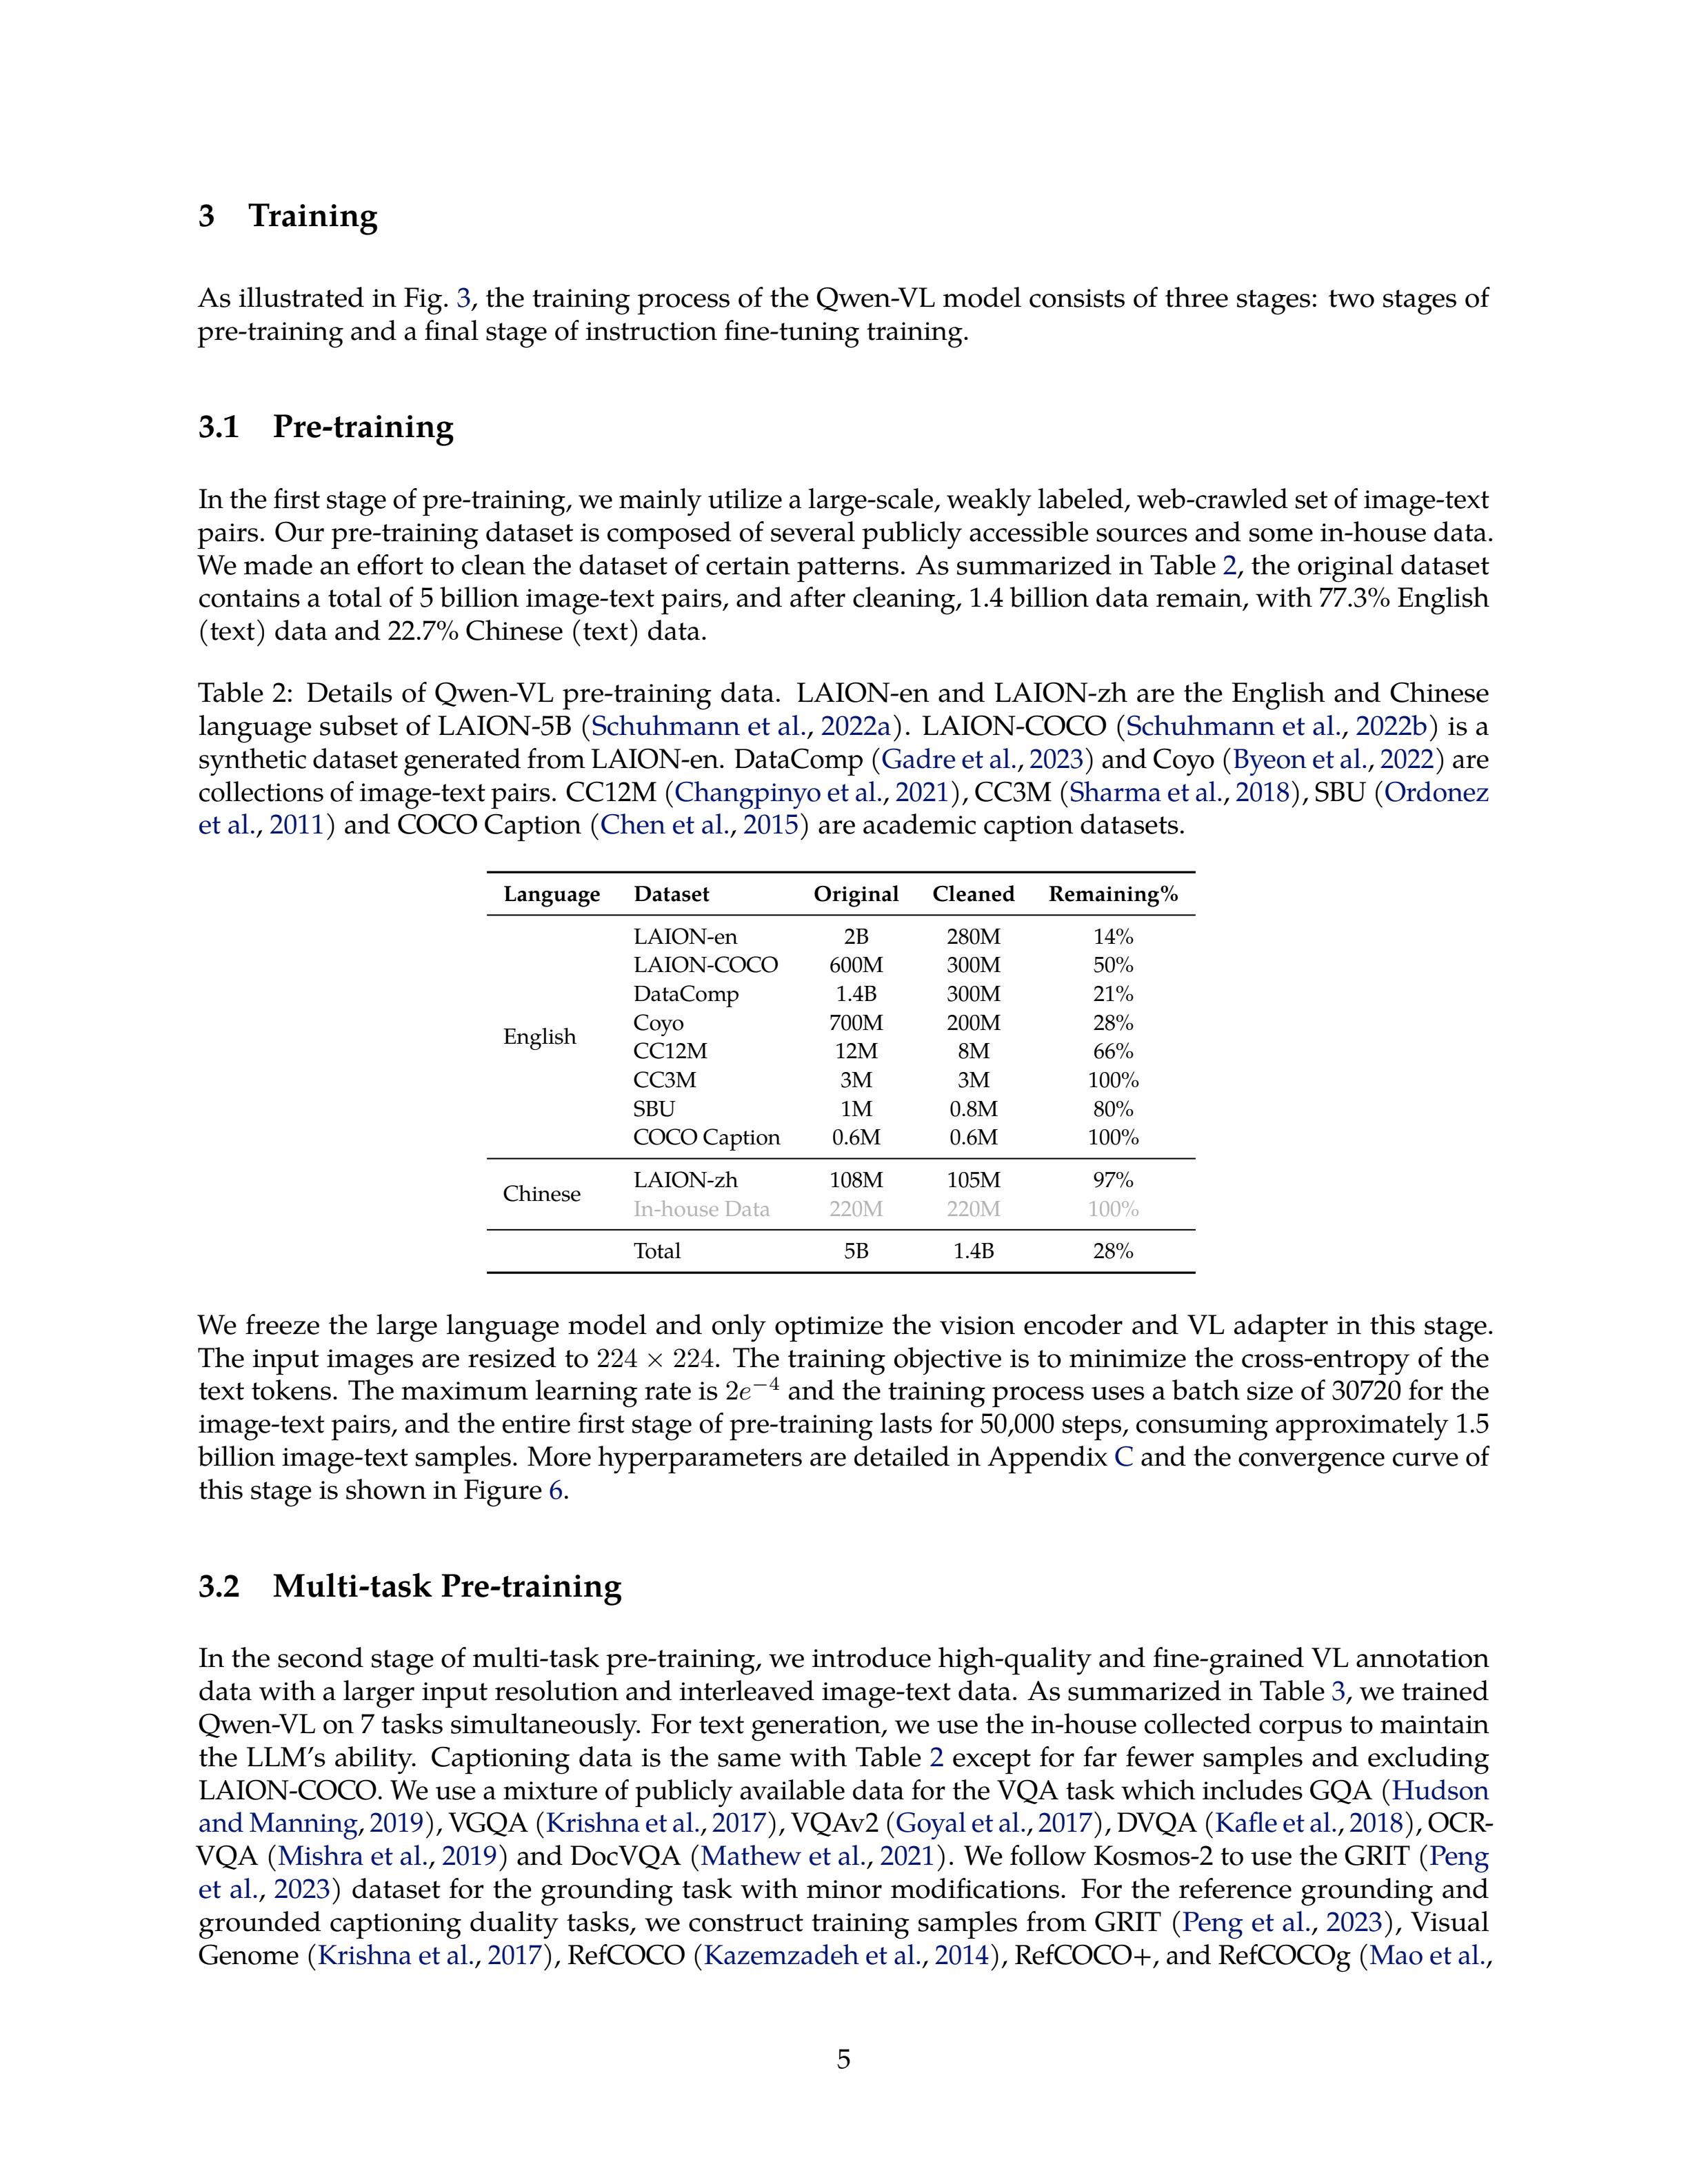 3 Training
As illustrated in Fig. 3, the training process of the Qwen-VL model consists of three stages: two stages of
pre-training and a final stage of instruction fine-tuning training.
3.1 Pre-training
In the first stage of pre-training, we mainly utilize a large-scale, weakly labeled, web-crawled set of image-text
pairs. Our pre-training dataset is composed of several publicly accessible sources and some in-house data.
We made an effort to clean the dataset of certain patterns. As summarized in Table 2, the original dataset
contains a total of 5 billion image-text pairs, and after cleaning, 1.4 billion data remain, with 77.3% English
(text) data and 22.7% Chinese (text) data.
Table 2: Details of Qwen-VL pre-training data. LAION-en and LAION-zh are the English and Chinese
language subset of LAION-5B (Schuhmann et al., 2022a). LAION-COCO (Schuhmann et al., 2022b) is a
synthetic dataset generated from LAION-en. DataComp (Gadre et al., 2023) and Coyo (Byeon et al., 2022) are
collections of image-text pairs. CC12M (Changpinyo et al., 2021), CC3M (Sharma et al., 2018), SBU (Ordonez
et al., 2011) and COCO Caption (Chen et al., 2015) are academic caption datasets.
Language Dataset Original Cleaned Remaining%
LAION-en 2B 280M 14%
LAION-COCO 600M 300M 50%
DataComp 1.4B 300M 21%
Coyo 700M 200M 28%
English
CC12M 12M 8M 66%
CC3M 3M 3M 100%
SBU 1M 0.8M 80%
COCO Caption 0.6M 0.6M 100%
LAION-zh 108M 105M 97%
Chinese
In-house Data 220M 220M 100%
Total 5B 1.4B 28%
We freeze the large language model and only optimize the vision encoder and VL adapter in this stage.
The input images are resized to 224 × 224. The training objective is to minimize the cross-entropy of the
text tokens. The maximum learning rate is 2e⁻⁴ and the training process uses a batch size of 30720 for the
image-text pairs, and the entire first stage of pre-training lasts for 50,000 steps, consuming approximately 1.5
billion image-text samples. More hyperparameters are detailed in Appendix C and the convergence curve of
this stage is shown in Figure 6.
3.2 Multi-task Pre-training
In the second stage of multi-task pre-training, we introduce high-quality and fine-grained VL annotation
data with a larger input resolution and interleaved image-text data. As summarized in Table 3, we trained
Qwen-VL on 7 tasks simultaneously. For text generation, we use the in-house collected corpus to maintain
the LLM's ability. Captioning data is the same with Table 2 except for far fewer samples and excluding
LAION-COCO. We use a mixture of publicly available data for the VQA task which includes GQA (Hudson
and Manning, 2019), VGQA (Krishna et al., 2017), VQAv2 (Goyal et al., 2017), DVQA (Kafle et al., 2018), OCR-
VQA (Mishra et al., 2019) and DocVQA (Mathew et al., 2021). We follow Kosmos-2 to use the GRIT (Peng
et al., 2023) dataset for the grounding task with minor modifications. For the reference grounding and
grounded captioning duality tasks, we construct training samples from GRIT (Peng et al., 2023), Visual
Genome (Krishna et al., 2017), RefCOCO (Kazemzadeh et al., 2014), RefCOCO+, and RefCOCOg (Mao et al.,
5